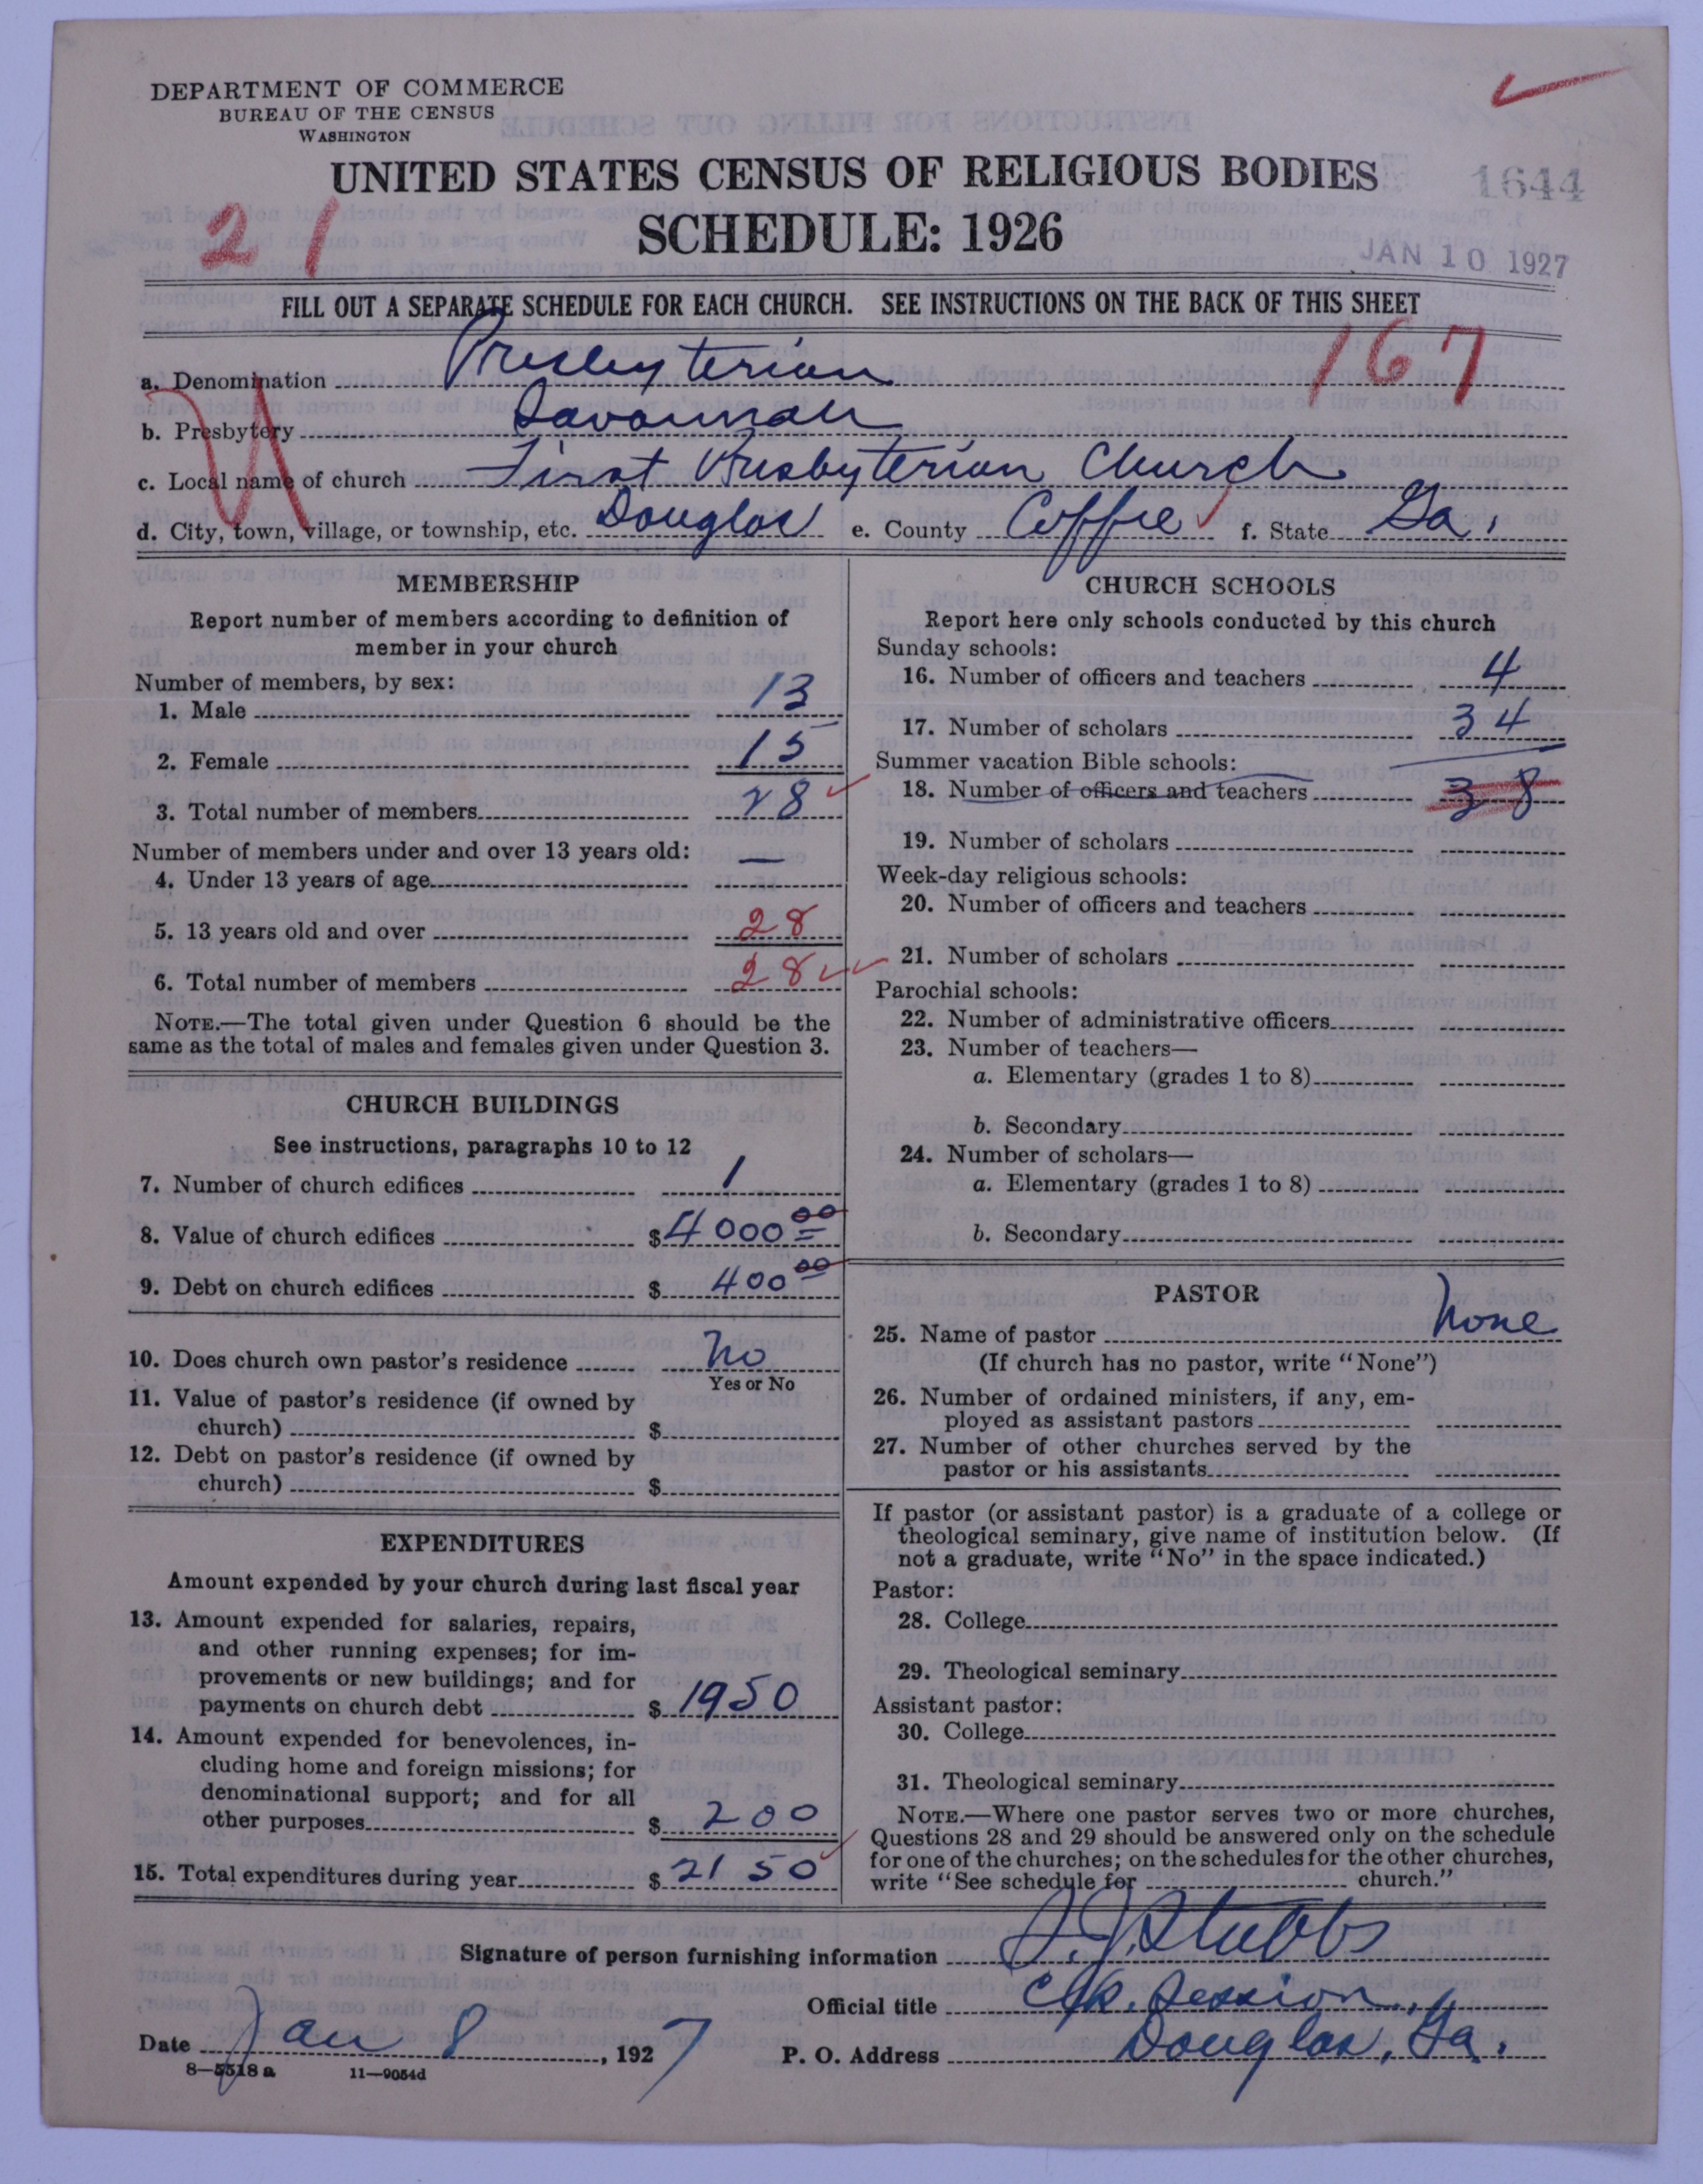 DEPARTMENT OF COMMERCE
BUREAU OF THE CENSUS
WASHINGTON
UNITED STATES CENSUS OF RELIGIOUS BODIES
1644
SCHEDULE: 1926
21
JAN 10 1927
FILL OUT A SEPARATE SCHEDULE FOR EACH CHURCH. SEE INSTRUCTIONS ON THE BACK OF THIS SHEET
167
a. Denomination Presbyterian
b. Presbytery Savannah
c. Local name of church First Presbyterian Church
d. City, town, village, or township, etc. Douglas e. County Coffee f. State Ga.
MEMBERSHIP
Report number of members according to definition of
member in your church
Number of members, by sex:
1. Male 13
2. Female 15
3. Total number of members 28
Number of members under and over 13 years old:
4. Under 13 years of age —
5. 13 years old and over 28
6. Total number of members 28
NOTE.—The total given under Question 6 should be the
same as the total of males and females given under Question 3.
CHURCH BUILDINGS
See instructions, paragraphs 10 to 12
7. Number of church edifices 1
8. Value of church edifices $4000 00
9. Debt on church edifices $ 400 00
10. Does church own pastor's residence No
Yes or No
11. Value of pastor's residence (if owned by
church) $
12. Debt on pastor's residence (if owned by
church) $
EXPENDITURES
Amount expended by your church during last fiscal year
13. Amount expended for salaries, repairs,
and other running expenses; for im-
provements or new buildings; and for
payments on church debt $ 1950
14. Amount expended for benevolences, in-
cluding home and foreign missions; for
denominational support; and for all
other purposes $ 200
15. Total expenditures during year $ 2150
CHURCH SCHOOLS
Report here only schools conducted by this church
Sunday schools:
16. Number of officers and teachers 4
17. Number of scholars 34
Summer vacation Bible schools:
18. Number of officers and teachers 38
19. Number of scholars
Week-day religious schools:
20. Number of officers and teachers
21. Number of scholars
Parochial schools:
22. Number of administrative officers
23. Number of teachers—
a. Elementary (grades 1 to 8)
b. Secondary
24. Number of scholars—
a. Elementary (grades 1 to 8)
b. Secondary
PASTOR
25. Name of pastor None
(If church has no pastor, write "None")
26. Number of ordained ministers, if any, em-
ployed as assistant pastors
27. Number of other churches served by the
pastor or his assistants
If pastor (or assistant pastor) is a graduate of a college or
theological seminary, give name of institution below. (If
not a graduate, write "No" in the space indicated.)
Pastor:
28. College
29. Theological seminary
Assistant pastor:
30. College
31. Theological seminary
NOTE.—Where one pastor serves two or more churches,
Questions 28 and 29 should be answered only on the schedule
for one of the churches; on the schedules for the other churches,
write "See schedule for church."
Signature of person furnishing information Stubbs
Official title Clk. Session
Date Jan 8, 1927 P. O. Address Douglas, Ga.
8—5518 a 11—9054d